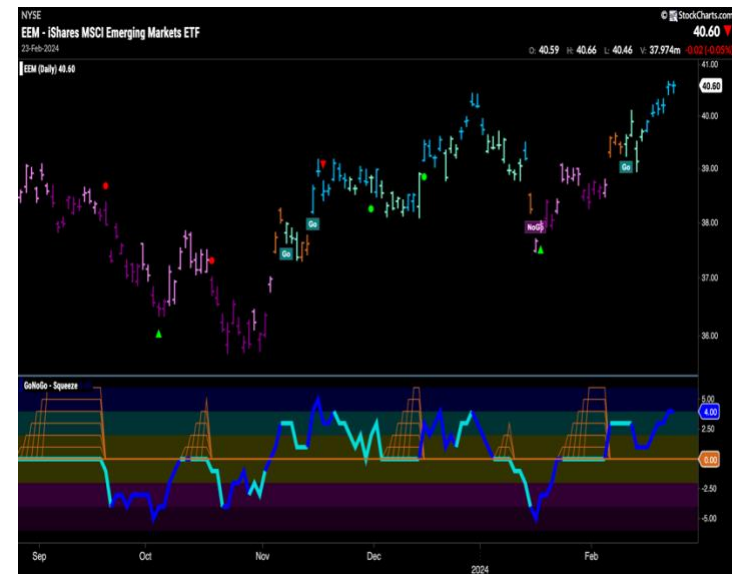 NYSE
© StockCharts.com
EEM - iShares MSCI Emerging Markets ETF
40.60
23-Feb-2024
O: 40.59 H: 40.66 L: 40.46 V: 37.974m -0.02 (-0.05%)
EEM (Daily) 40.60
41.00
40.60
40.00
39.00
Go
38.00
Go
NoGo
Go
37.00
36.00
GoNoGo - Squeeze
5.00
4.00
2.50
0.00
-2.50
-5.00
Sep Oct Nov Dec 2024 Feb